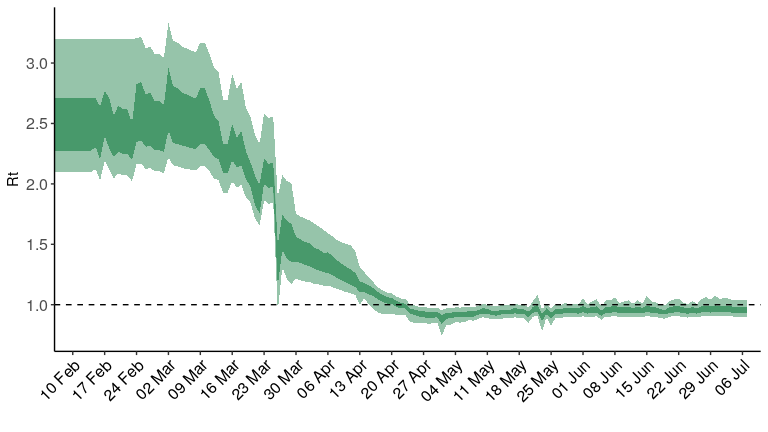 Rt
3.0
2.5
2.0
1.5
1.0
10 Feb
17 Feb
24 Feb
02 Mar
09 Mar
16 Mar
23 Mar
30 Mar
06 Apr
13 Apr
20 Apr
27 Apr
04 May
11 May
18 May
25 May
01 Jun
08 Jun
15 Jun
22 Jun
29 Jun
06 Jul